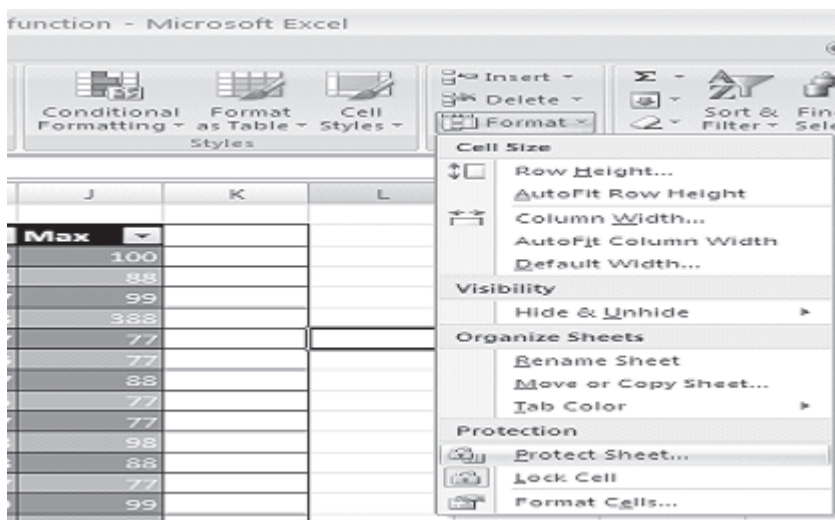 function - Microsoft Excel
Conditional Formatting
Format as Table
Cell Styles
Styles
Insert
Delete
Format
Σ
Sort & Filter
Cell Size
Row Height...
AutoFit Row Height
Column Width...
AutoFit Column Width
Default Width...
Visibility
Hide & Unhide
Organize Sheets
Rename Sheet
Move or Copy Sheet...
Tab Color
Protection
Protect Sheet...
Lock Cell
Format Cells...
J K L
Max
100
88
99
388
77
77
88
77
77
98
88
77
99